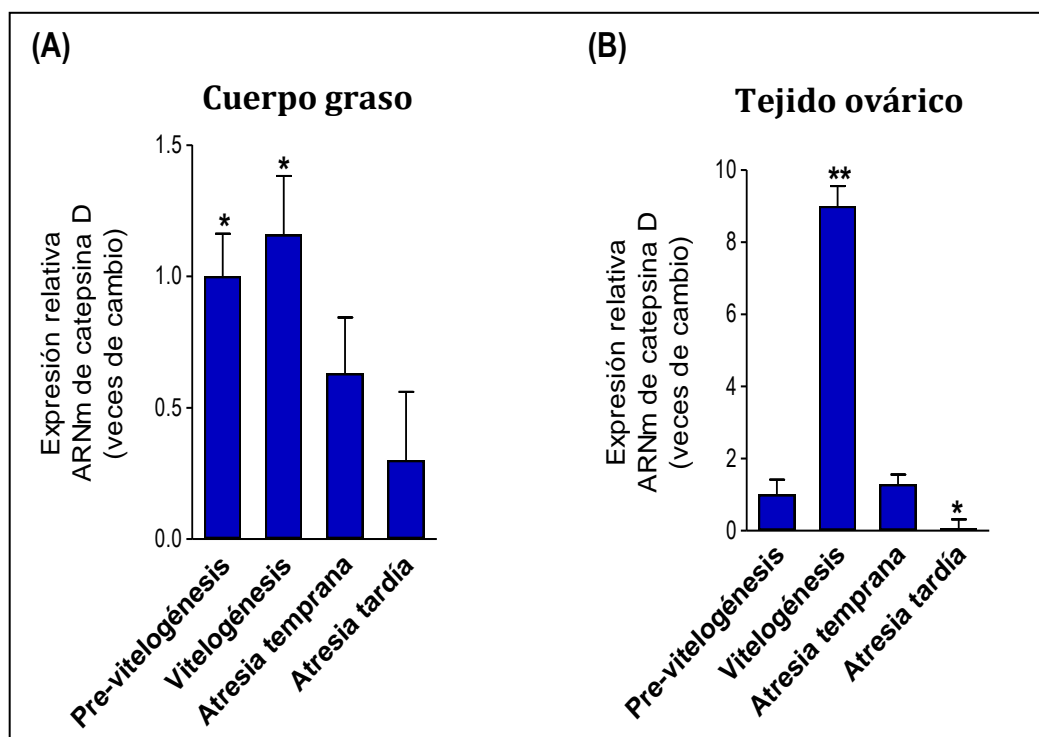 (A)
Cuerpo graso
Expresión relativa
ARNm de catepsina D
(veces de cambio)
1.5
1.0
0.5
0.0
*
*
Pre-vitelogénesis
Vitelogénesis
Atresia temprana
Atresia tardía
(B)
Tejido ovárico
Expresión relativa
ARNm de catepsina D
(veces de cambio)
10
8
6
4
2
0
**
*
Pre-vitelogénesis
Vitelogénesis
Atresia temprana
Atresia tardía